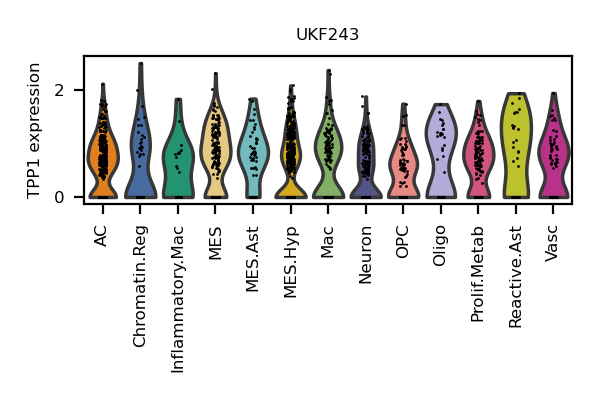 UKF243
TPP1 expression
2
0
AC
Chromatin.Reg
Inflammatory.Mac
MES
MES.Ast
MES.Hyp
Mac
Neuron
OPC
Oligo
Prolif.Metab
Reactive.Ast
Vasc